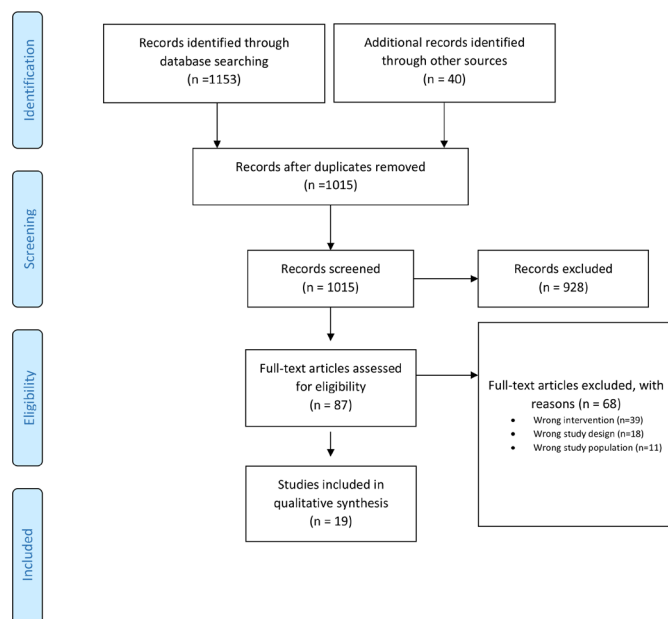 Identification
Records identified through
database searching
(n =1153)
Additional records identified
through other sources
(n = 40)
Records after duplicates removed
(n =1015)
Screening
Records screened
(n = 1015)
Records excluded
(n = 928)
Eligibility
Full-text articles assessed
for eligibility
(n = 87)
Full-text articles excluded, with
reasons (n = 68)
• Wrong intervention (n=39)
• Wrong study design (n=18)
• Wrong study population (n=11)
Included
Studies included in
qualitative synthesis
(n = 19)